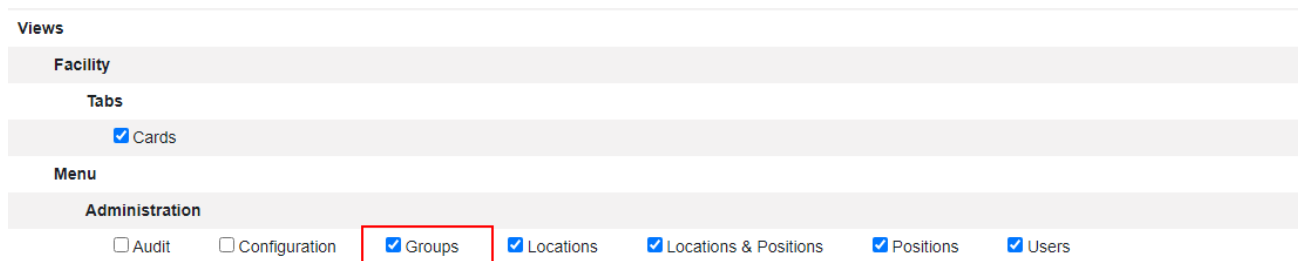 Views
Facility
Tabs
Cards
Menu
Administration
Audit Configuration Groups Locations Locations & Positions Positions Users